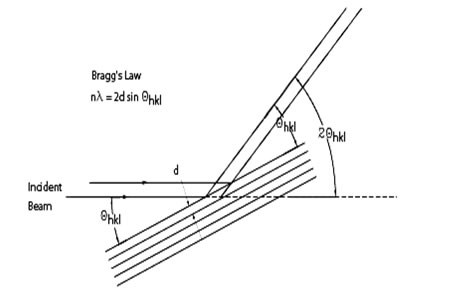 Bragg's Law
nλ = 2d sin Θhkl
Θhkl
2Θhkl
d
Incident
Beam
Θhkl